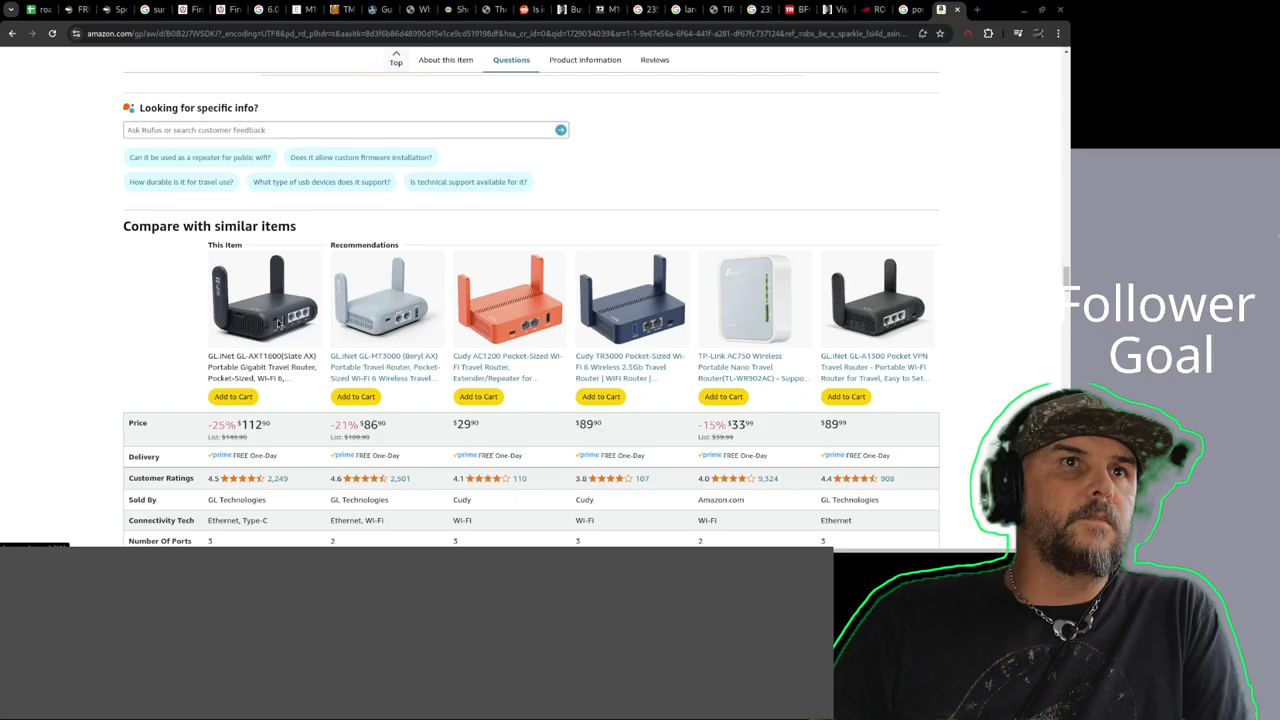 Top
About this item
Questions
Product information
Reviews
Looking for specific info?
Ask Rufus or search customer feedback
Can it be used as a repeater for public wifi?
Does it allow custom firmware installation?
How durable is it for travel use?
What type of usb devices does it support?
Is technical support available for it?
Compare with similar items
This Item
Recommendations
GL.iNet GL-AXT1800(Slate AX) Portable Gigabit Travel Router, Pocket-Sized, Wi-Fi 6,...
GL.iNet GL-MT3000 (Beryl AX) Portable Travel Router, Pocket-Sized Wi-Fi 6 Wireless Travel...
Cudy AC1200 Pocket-Sized Wi-Fi Travel Router, Extender/Repeater for...
Cudy TR3000 Pocket-Sized Wi-Fi 6 Wireless 2.5Gb Travel Router | WiFi Router |...
TP-Link AC750 Wireless Portable Nano Travel Router(TL-WR902AC) - Suppo...
GL.iNet GL-A1300 Pocket VPN Travel Router - Portable Wi-Fi Router for Travel, Easy to Set...
Add to Cart
Add to Cart
Add to Cart
Add to Cart
Add to Cart
Add to Cart
Price
-25% $112.90
List: $149.90
-21% $86.90
List: $109.90
$29.90
$89.90
-15% $33.99
List: $39.99
$89.99
Delivery
prime FREE One-Day
prime FREE One-Day
prime FREE One-Day
prime FREE One-Day
prime FREE One-Day
prime FREE One-Day
Customer Ratings
4.5 2,249
4.6 2,501
4.1 110
3.8 107
4.0 9,324
4.4 908
Sold By
GL Technologies
GL Technologies
Cudy
Cudy
Amazon.com
GL Technologies
Connectivity Tech
Ethernet, Type-C
Ethernet, Wi-Fi
Wi-Fi
Wi-Fi
Wi-Fi
Ethernet
Number Of Ports
3
2
3
3
2
3
Follower
Goal